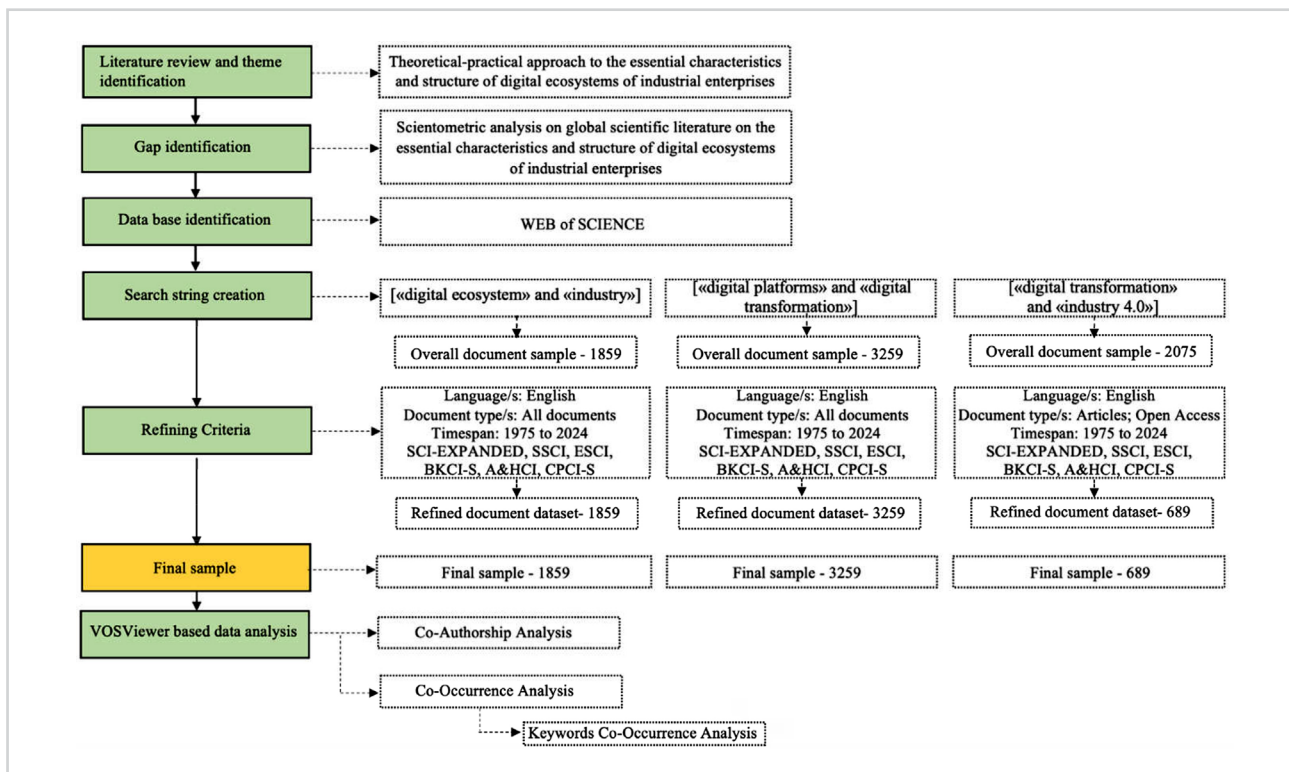 Literature review and theme
identification
Theoretical-practical approach to the essential characteristics
and structure of digital ecosystems of industrial enterprises
Gap identification
Scientometric analysis on global scientific literature on the
essential characteristics and structure of digital ecosystems
of industrial enterprises
Data base identification
WEB of SCIENCE
Search string creation
[«digital ecosystem» and «industry»]
[«digital platforms» and «digital
transformation»]
[«digital transformation»
and «industry 4.0»]
Overall document sample - 1859
Overall document sample - 3259
Overall document sample - 2075
Refining Criteria
Language/s: English
Document type/s: All documents
Timespan: 1975 to 2024
SCI-EXPANDED, SSCI, ESCI,
BKCI-S, A&HCI, CPCI-S
Language/s: English
Document type/s: All documents
Timespan: 1975 to 2024
SCI-EXPANDED, SSCI, ESCI,
BKCI-S, A&HCI, CPCI-S
Language/s: English
Document type/s: Articles; Open Access
Timespan: 1975 to 2024
SCI-EXPANDED, SSCI, ESCI,
BKCI-S, A&HCI, CPCI-S
Refined document dataset- 1859
Refined document dataset- 3259
Refined document dataset- 689
Final sample
Final sample - 1859
Final sample - 3259
Final sample - 689
VOSViewer based data analysis
Co-Authorship Analysis
Co-Occurrence Analysis
Keywords Co-Occurrence Analysis